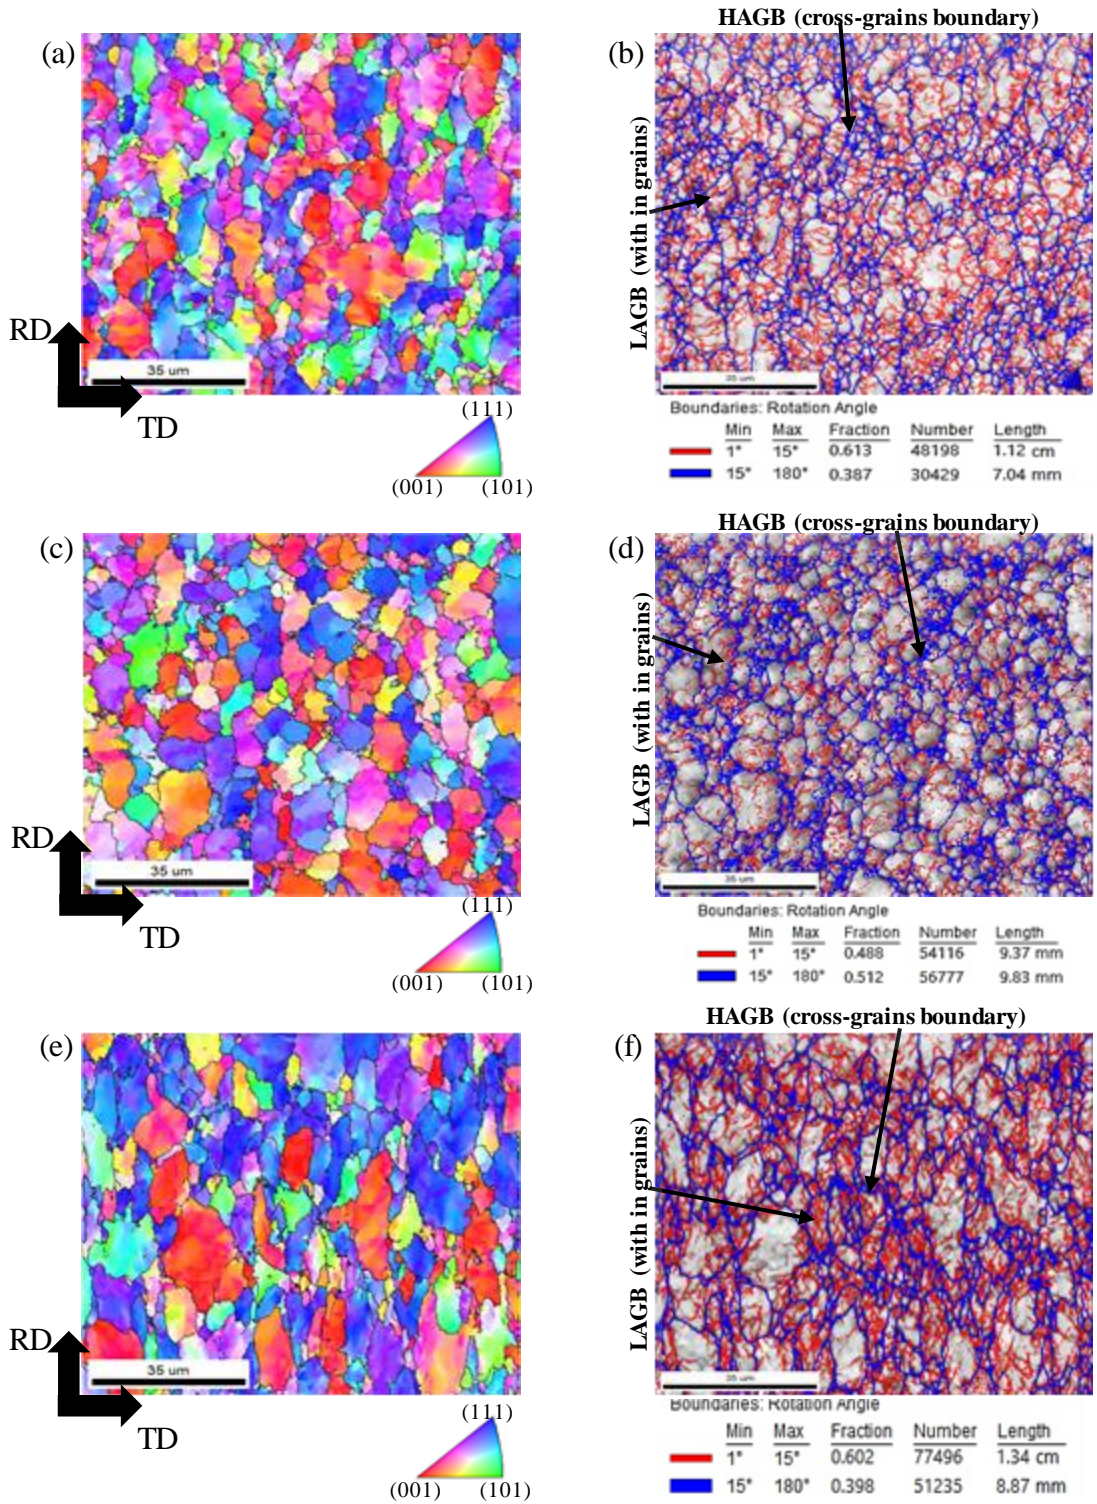 HAGB (cross-grains boundary)
(a)
(b)
LAGB (with in grains)
RD
35 um
TD
(111)
(001)
(101)
35 um
Boundaries: Rotation Angle
Min Max Fraction Number Length
1° 15° 0.613 48198 1.12 cm
15° 180° 0.387 30429 7.04 mm
HAGB (cross-grains boundary)
(c)
(d)
LAGB (with in grains)
RD
35 um
TD
(111)
(001)
(101)
35 um
Boundaries: Rotation Angle
Min Max Fraction Number Length
1° 15° 0.488 54116 9.37 mm
15° 180° 0.512 56777 9.83 mm
HAGB (cross-grains boundary)
(e)
(f)
LAGB (with in grains)
RD
35 um
TD
(111)
(001)
(101)
35 um
Boundaries: Rotation Angle
Min Max Fraction Number Length
1° 15° 0.602 77496 1.34 cm
15° 180° 0.398 51235 8.87 mm